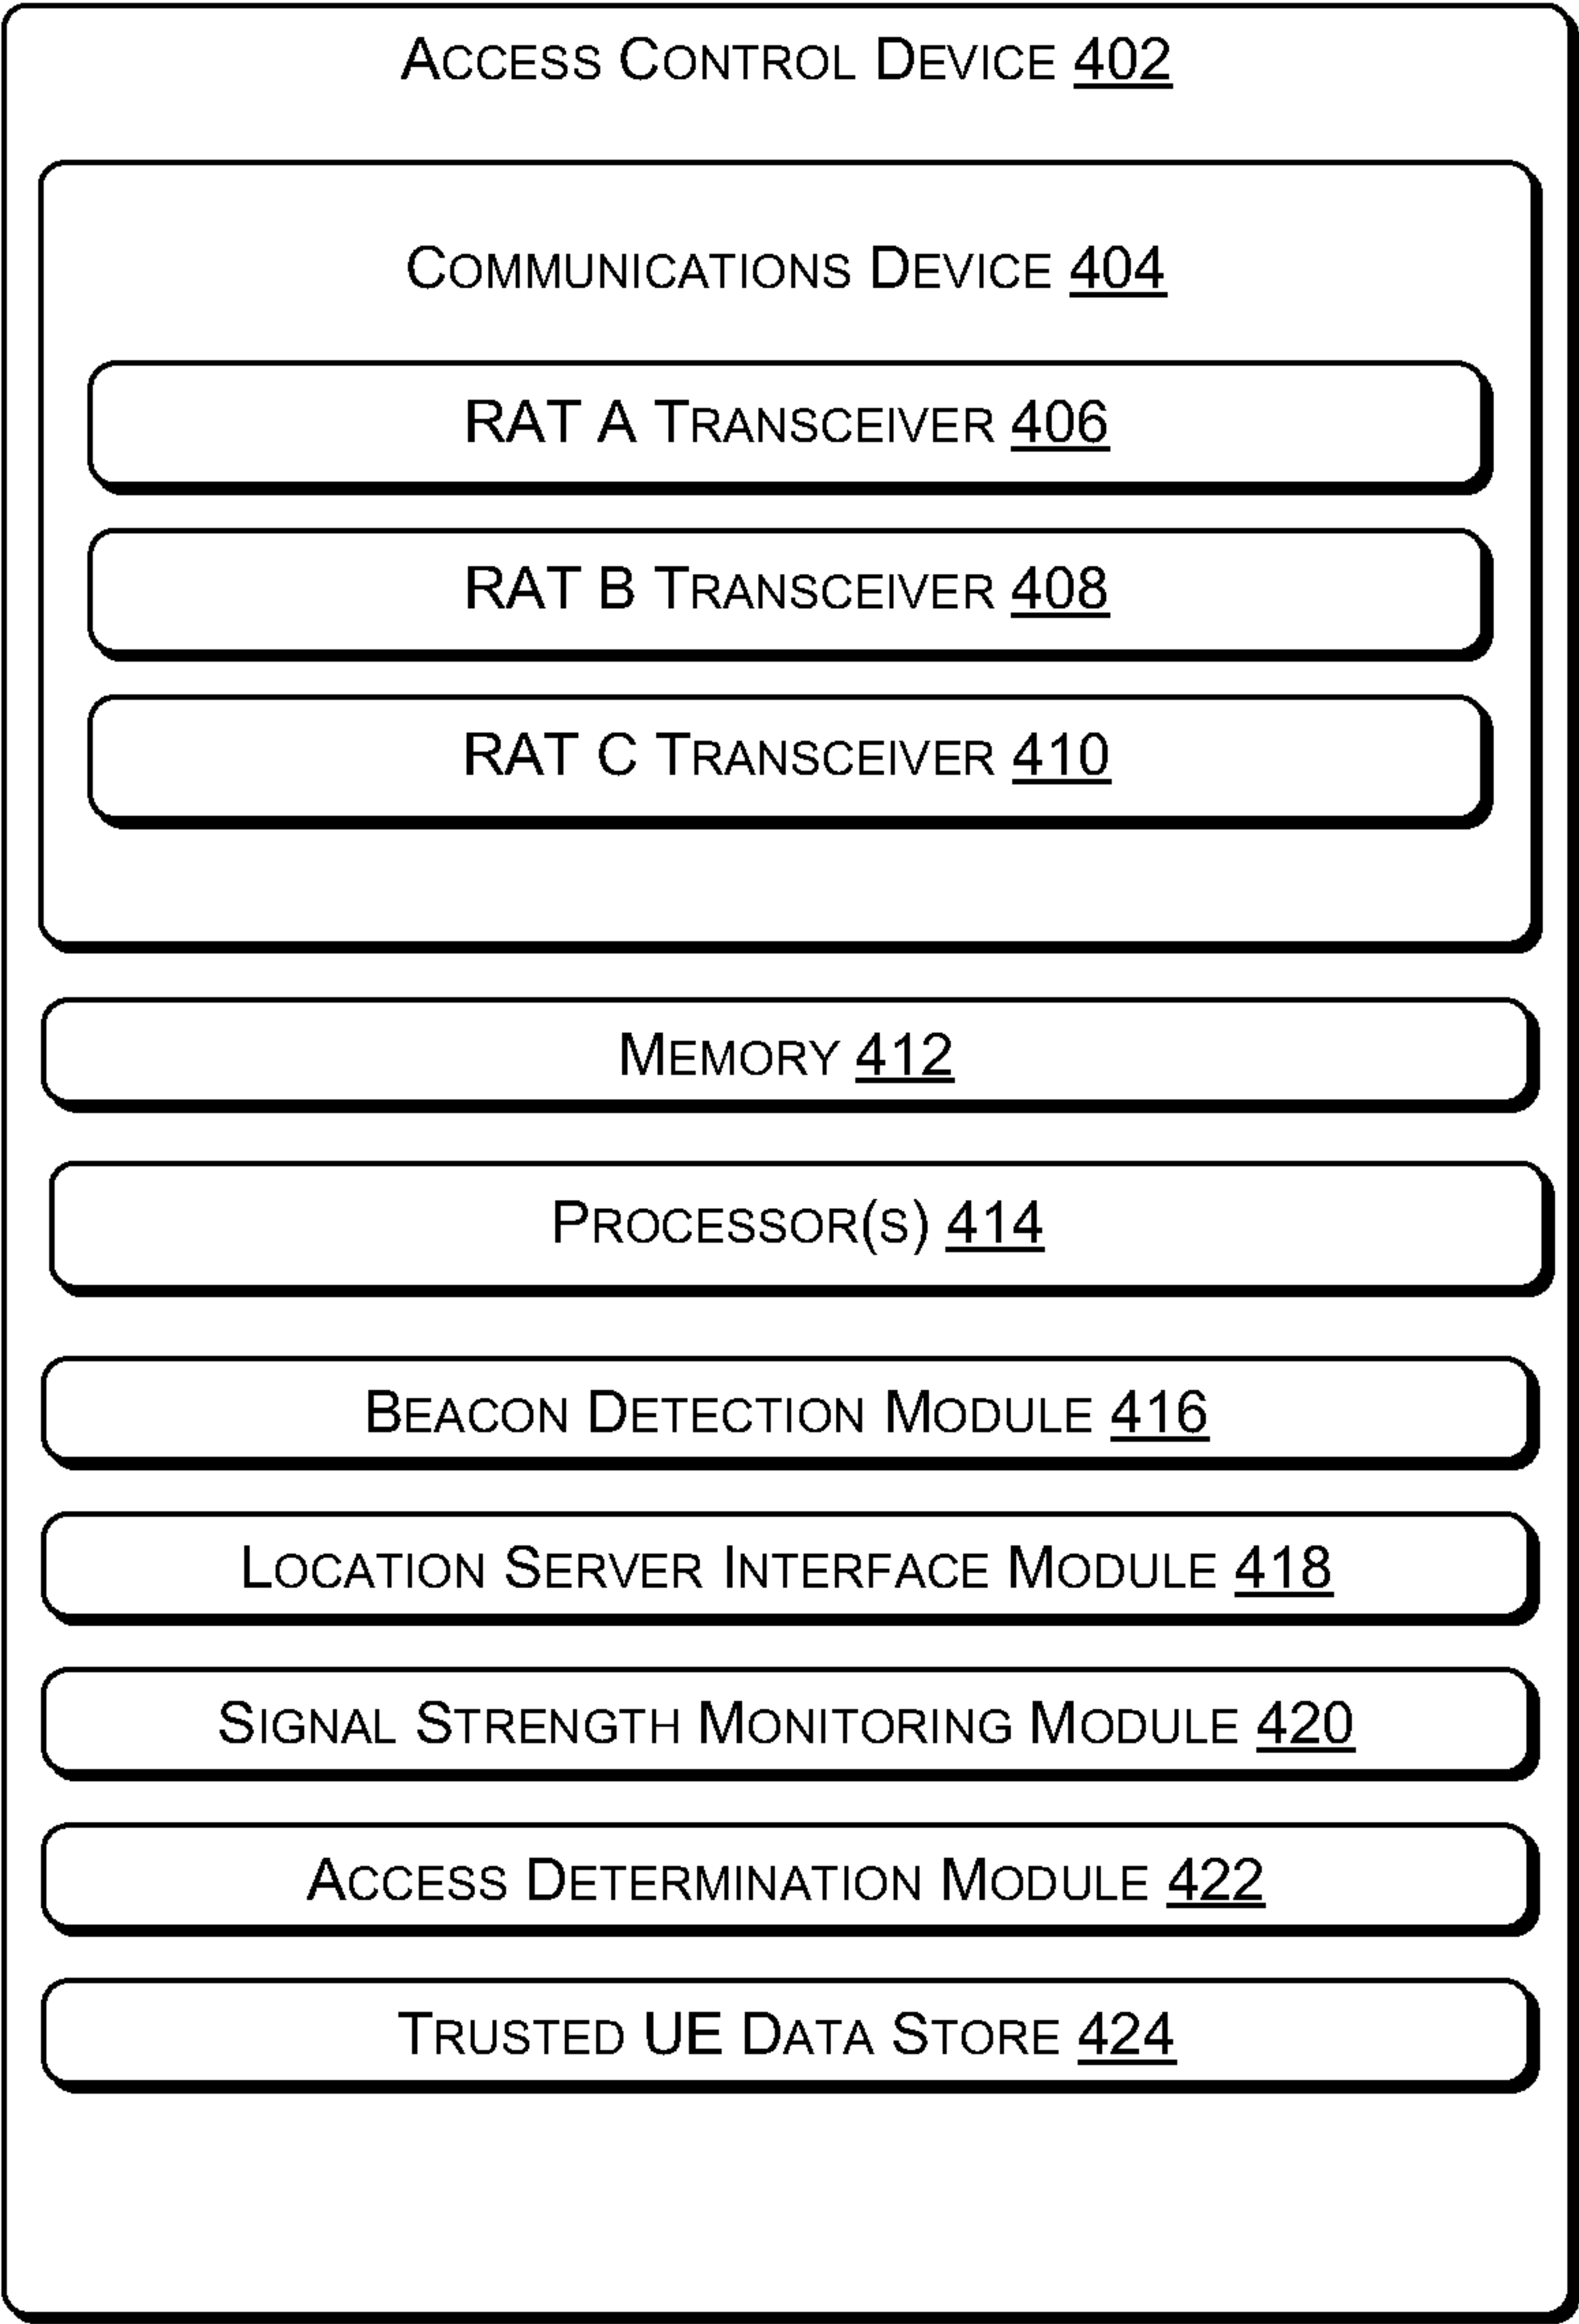 ACCESS CONTROL DEVICE 402
COMMUNICATIONS DEVICE 404
RAT A TRANSCEIVER 406
RAT B TRANSCEIVER 408
RAT C TRANSCEIVER 410
MEMORY 412
PROCESSOR(S) 414
BEACON DETECTION MODULE 416
LOCATION SERVER INTERFACE MODULE 418
SIGNAL STRENGTH MONITORING MODULE 420
ACCESS DETERMINATION MODULE 422
TRUSTED UE DATA STORE 424